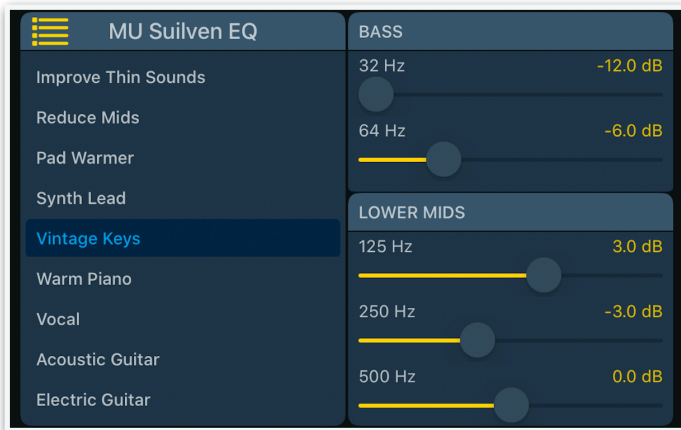 MU Suilven EQ
Improve Thin Sounds
Reduce Mids
Pad Warmer
Synth Lead
Vintage Keys
Warm Piano
Vocal
Acoustic Guitar
Electric Guitar
BASS
32 Hz -12.0 dB
64 Hz -6.0 dB
LOWER MIDS
125 Hz 3.0 dB
250 Hz -3.0 dB
500 Hz 0.0 dB